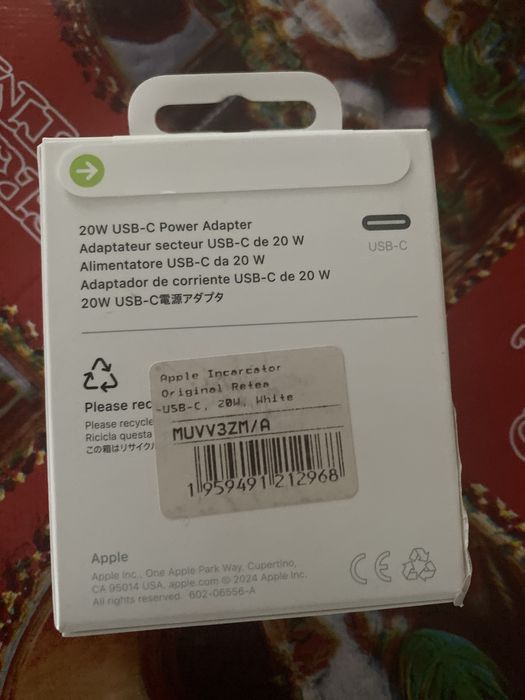 20W USB-C Power Adapter
Adaptateur secteur USB-C de 20 W
Alimentatore USB-C da 20 W
Adaptador de corriente USB-C de 20 W
20W USB-C電源アダプタ
USB-C
Please rec
Please recycle
Ricicla questa
この箱はリサイクル
Apple Incarcator
Original Retea
-USB-C, 20W, White
MUVV3ZM/A
1 959491 212968
Apple
Apple Inc., One Apple Park Way, Cupertino,
CA 95014 USA. apple.com © 2024 Apple Inc.
All rights reserved. 602-06556-A
CE